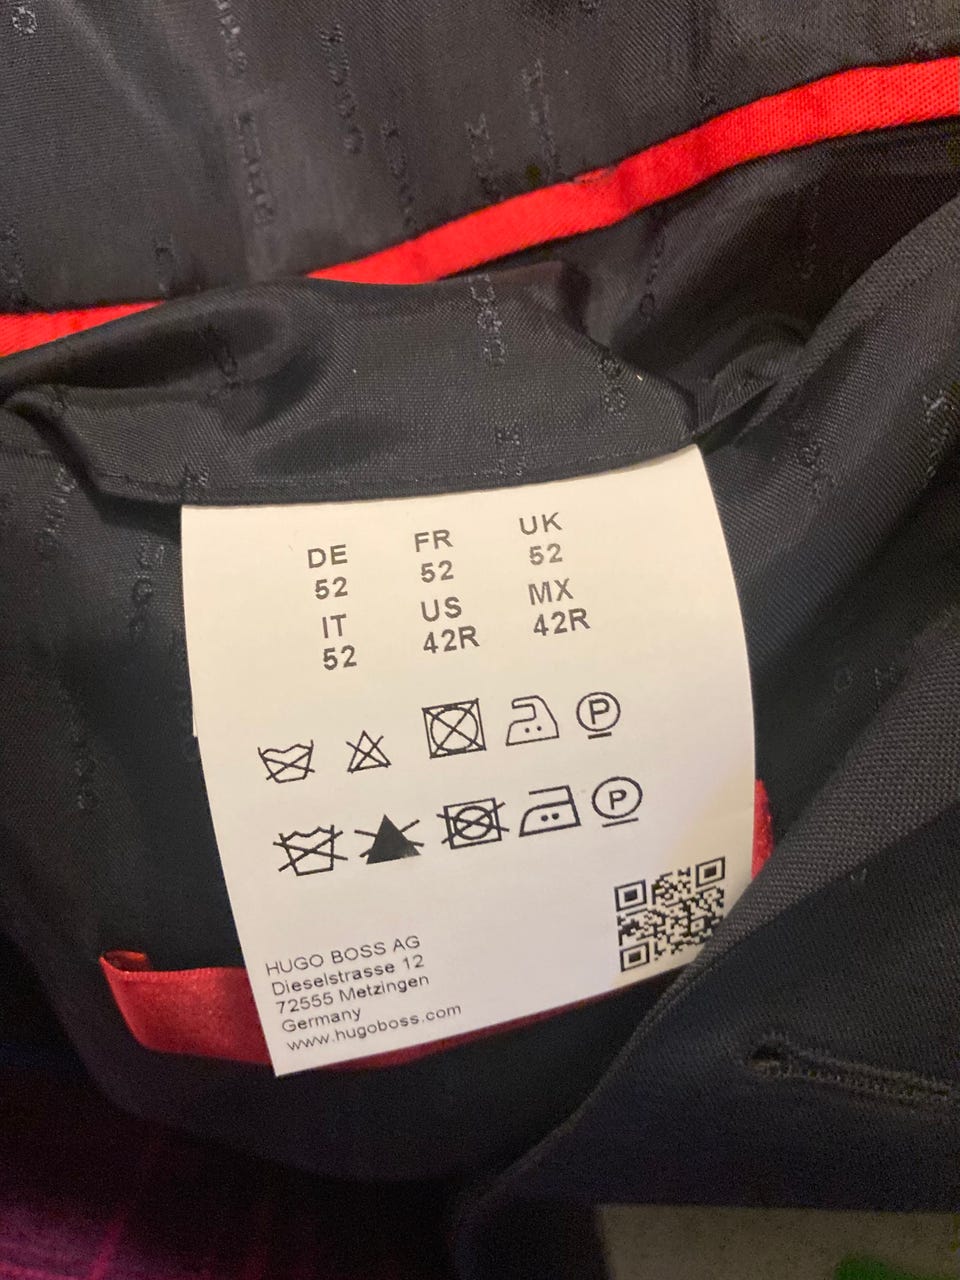 DE FR UK
52 52 52
IT US MX
52 42R 42R
P
P
HUGO BOSS AG
Dieselstrasse 12
72555 Metzingen
Germany
www.hugoboss.com